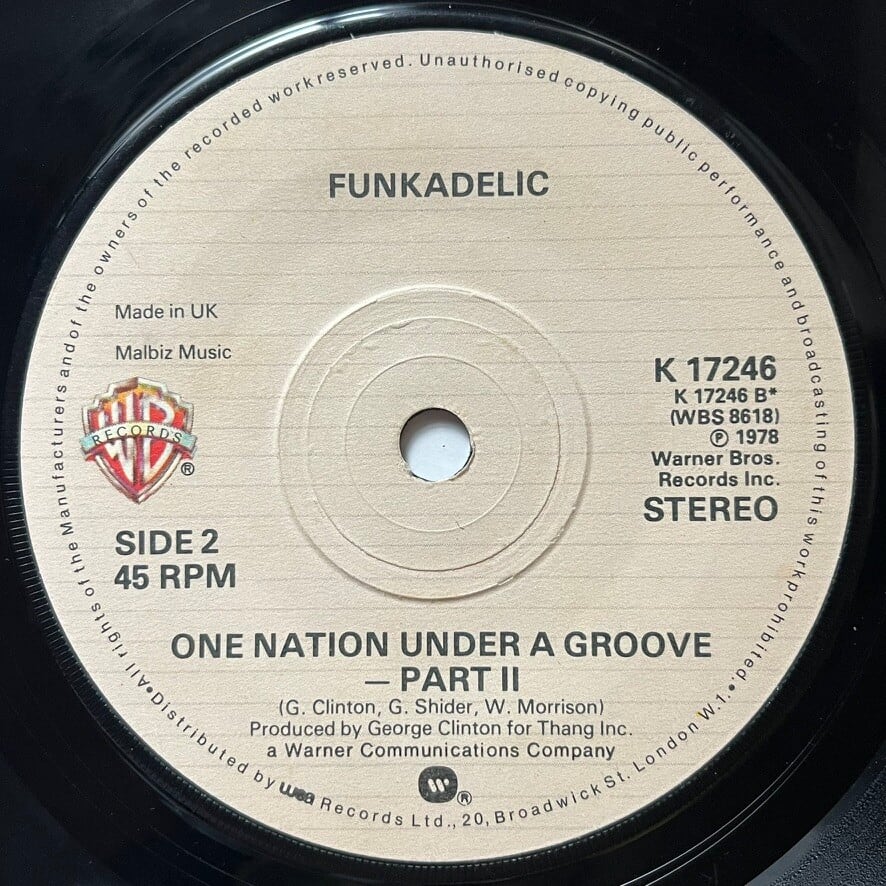 FUNKADELIC
Made in UK
Malbiz Music
WB
RECORDS
®
SIDE 2
45 RPM
K 17246
K 17246 B*
(WBS 8618)
℗ 1978
Warner Bros.
Records Inc.
STEREO
ONE NATION UNDER A GROOVE
— PART II
(G. Clinton, G. Shider, W. Morrison)
Produced by George Clinton for Thang Inc.
a Warner Communications Company
®
•All rights of the Manufacturers and of the owners of the recorded work reserved. Unauthorised copying public performance and broadcasting of this work prohibited.•
Distributed by wea Records Ltd., 20, Broadwick St. London W.1.